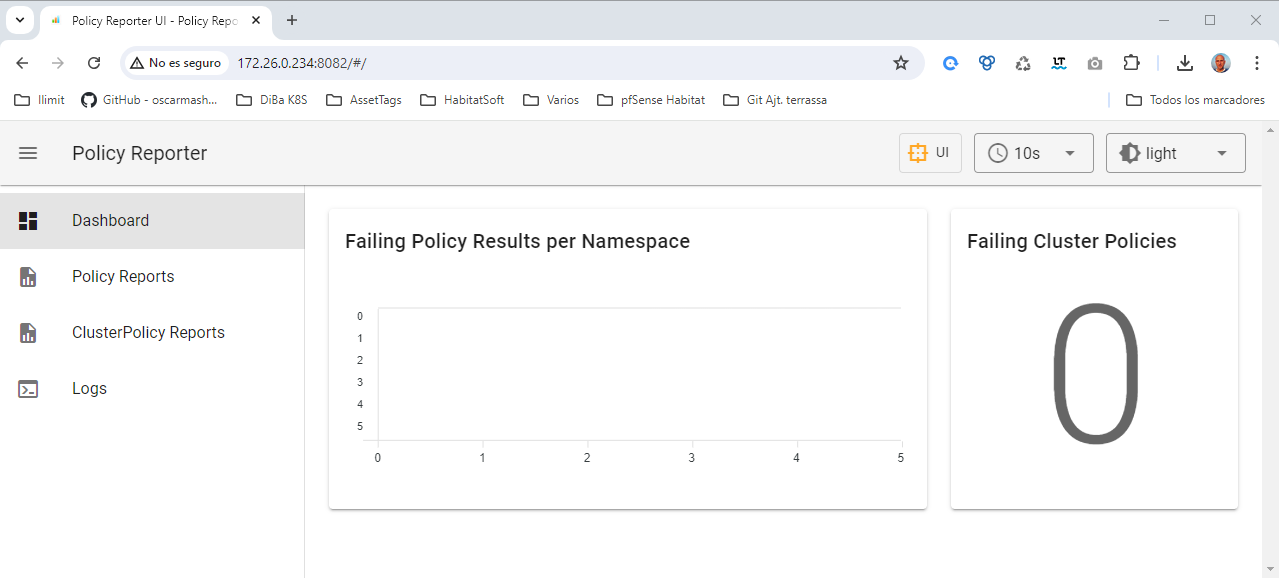 Policy Reporter UI - Policy Repo
No es seguro 172.26.0.234:8082/#/
Ilimit GitHub - oscarmash... DiBa K8S AssetTags HabitatSoft Varios pfSense Habitat Git Ajt. terrassa Todos los marcadores
Policy Reporter UI 10s light
Dashboard
Policy Reports
ClusterPolicy Reports
Logs
Failing Policy Results per Namespace
0
1
2
3
4
5
0 1 2 3 4 5
Failing Cluster Policies
0